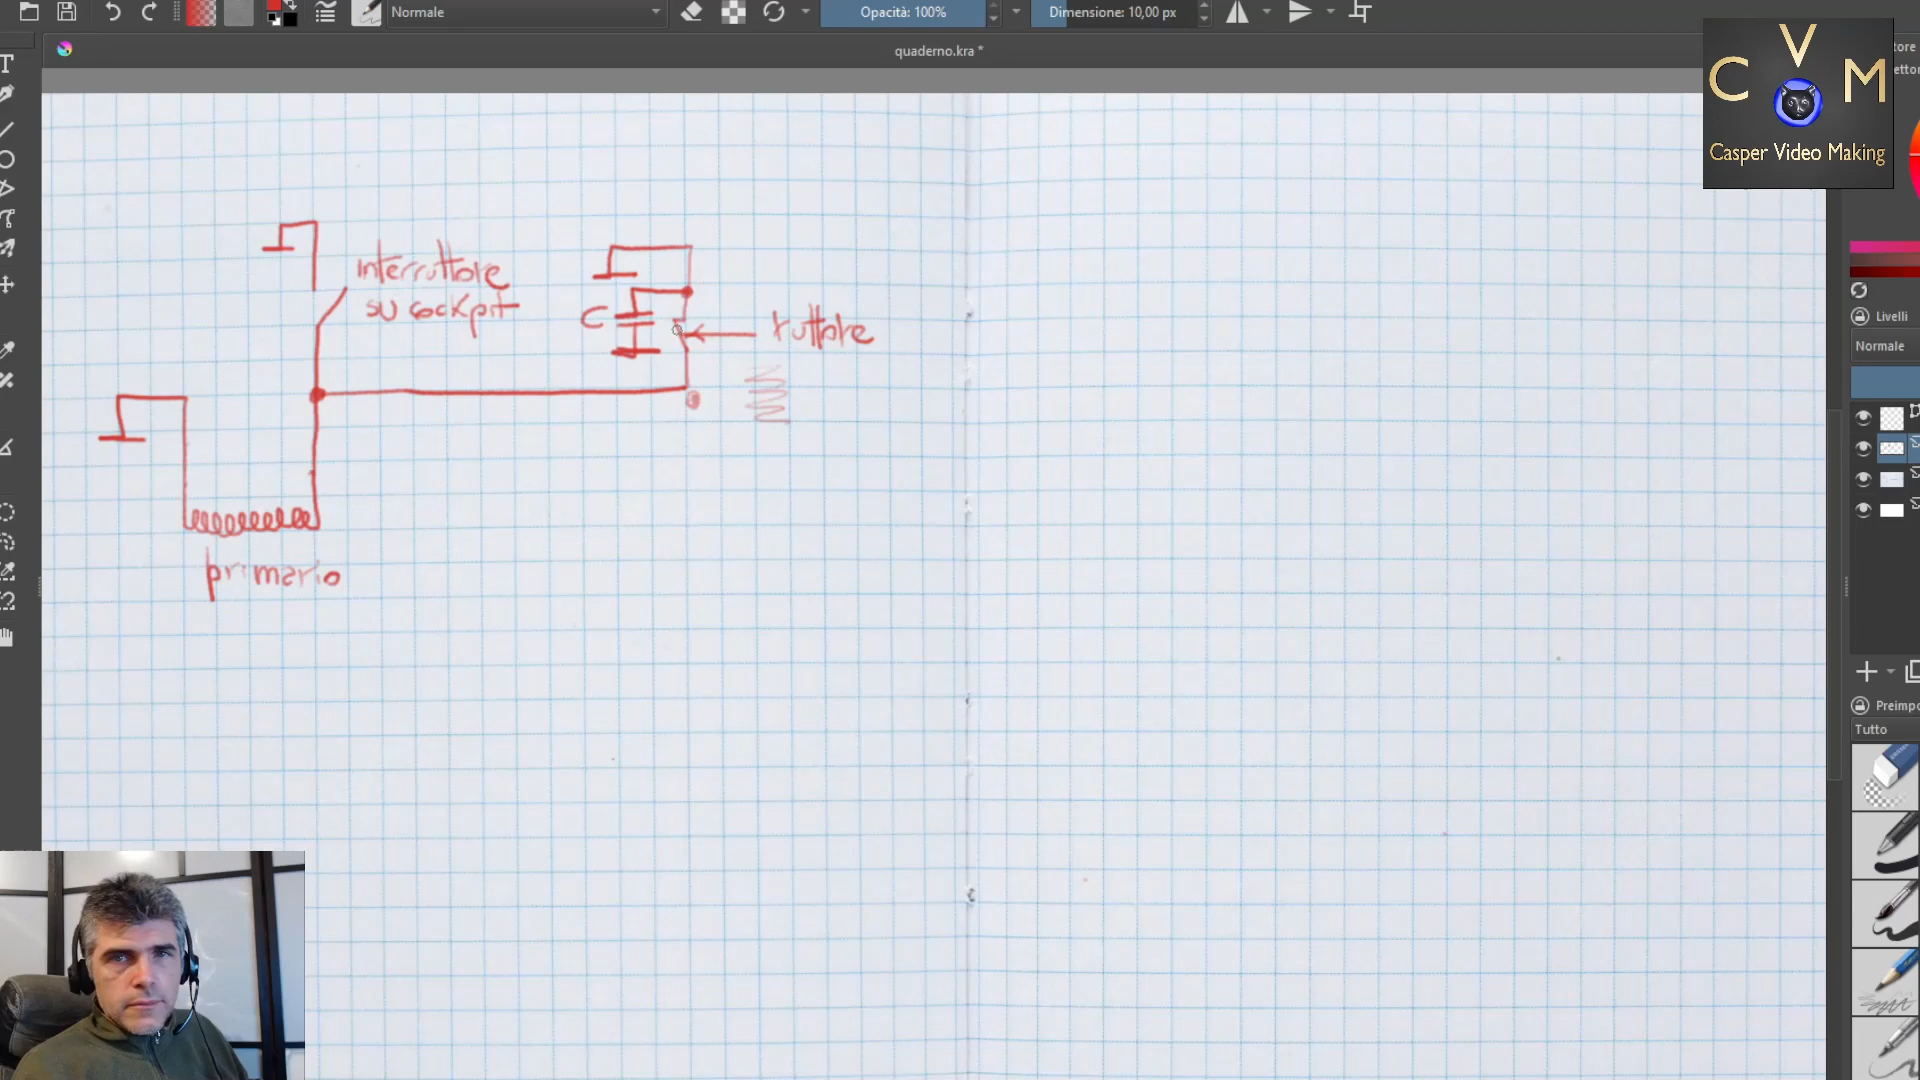 Normale
Opacità: 100%
Dimensione: 10,00 px
quaderno.kra *
C V M
Casper Video Making
interruttore
su cockpit
C
ruttore
primario
Livelli
Normale
Tutto